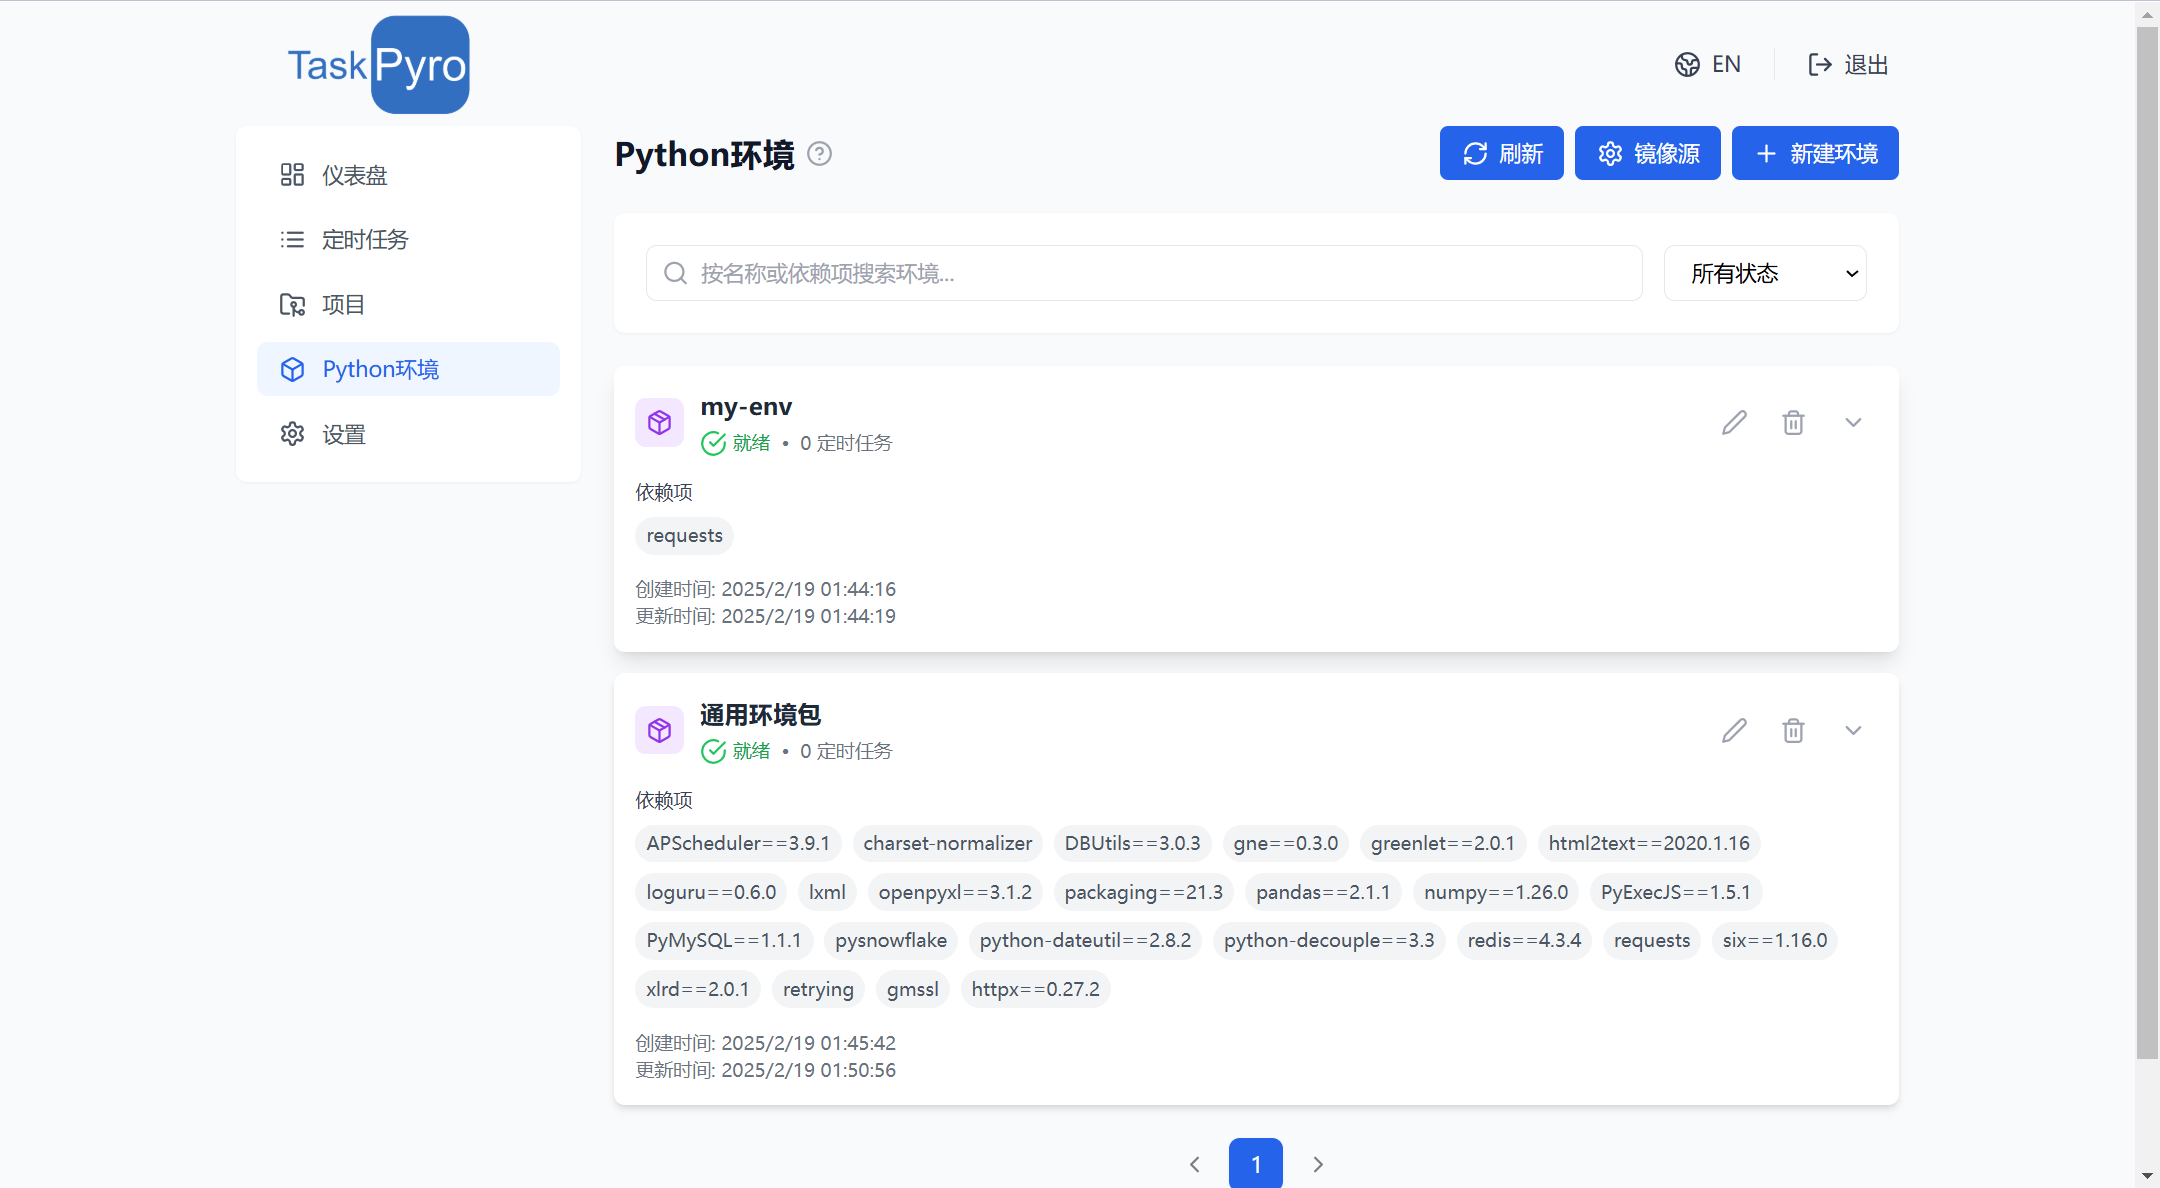 TaskPyro
EN
退出
仪表盘
定时任务
项目
Python环境
设置
Python环境
刷新
镜像源
新建环境
按名称或依赖项搜索环境...
所有状态
my-env
就绪 • 0 定时任务
依赖项
requests
创建时间: 2025/2/19 01:44:16
更新时间: 2025/2/19 01:44:19
通用环境包
就绪 • 0 定时任务
依赖项
APScheduler==3.9.1 charset-normalizer DBUtils==3.0.3 gne==0.3.0 greenlet==2.0.1 html2text==2020.1.16
loguru==0.6.0 lxml openpyxl==3.1.2 packaging==21.3 pandas==2.1.1 numpy==1.26.0 PyExecJS==1.5.1
PyMySQL==1.1.1 pysnowflake python-dateutil==2.8.2 python-decouple==3.3 redis==4.3.4 requests six==1.16.0
xlrd==2.0.1 retrying gmssl httpx==0.27.2
创建时间: 2025/2/19 01:45:42
更新时间: 2025/2/19 01:50:56
1